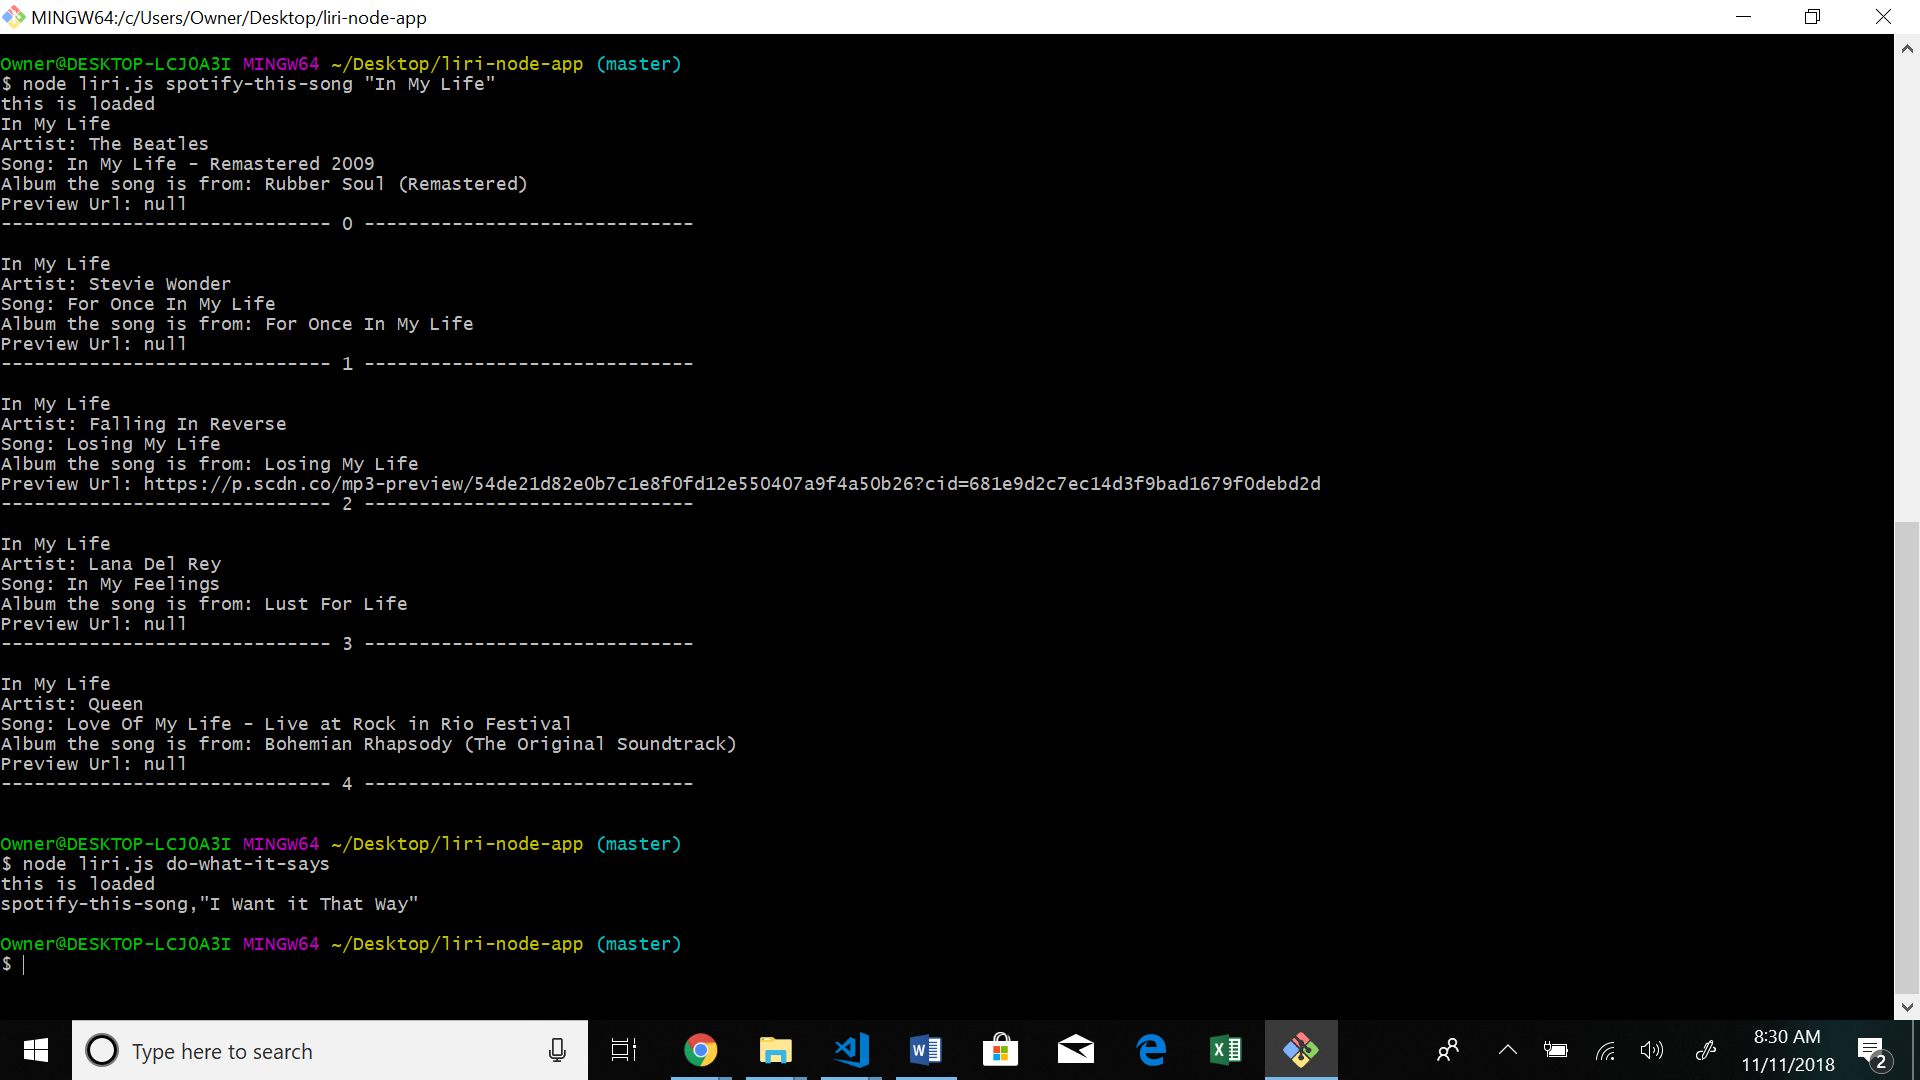 MINGW64:/c/Users/Owner/Desktop/liri-node-app
Owner@DESKTOP-LCJOA3I MINGW64 ~/Desktop/liri-node-app (master)
$ node liri.js spotify-this-song "In My Life"
this is loaded
In My Life
Artist: The Beatles
Song: In My Life - Remastered 2009
Album the song is from: Rubber Soul (Remastered)
Preview Url: null
------------------------------ 0 ------------------------------
In My Life
Artist: Stevie Wonder
Song: For Once In My Life
Album the song is from: For Once In My Life
Preview Url: null
------------------------------ 1 ------------------------------
In My Life
Artist: Falling In Reverse
Song: Losing My Life
Album the song is from: Losing My Life
Preview Url: https://p.scdn.co/mp3-preview/54de21d82e0b7c1e8f0fd12e550407a9f4a50b26?cid=681e9d2c7ec14d3f9bad1679f0debd2d
------------------------------ 2 ------------------------------
In My Life
Artist: Lana Del Rey
Song: In My Feelings
Album the song is from: Lust For Life
Preview Url: null
------------------------------ 3 ------------------------------
In My Life
Artist: Queen
Song: Love Of My Life - Live at Rock in Rio Festival
Album the song is from: Bohemian Rhapsody (The Original Soundtrack)
Preview Url: null
------------------------------ 4 ------------------------------
Owner@DESKTOP-LCJOA3I MINGW64 ~/Desktop/liri-node-app (master)
$ node liri.js do-what-it-says
this is loaded
spotify-this-song,"I Want it That Way"
Owner@DESKTOP-LCJOA3I MINGW64 ~/Desktop/liri-node-app (master)
$
Type here to search
8:30 AM
11/11/2018
2